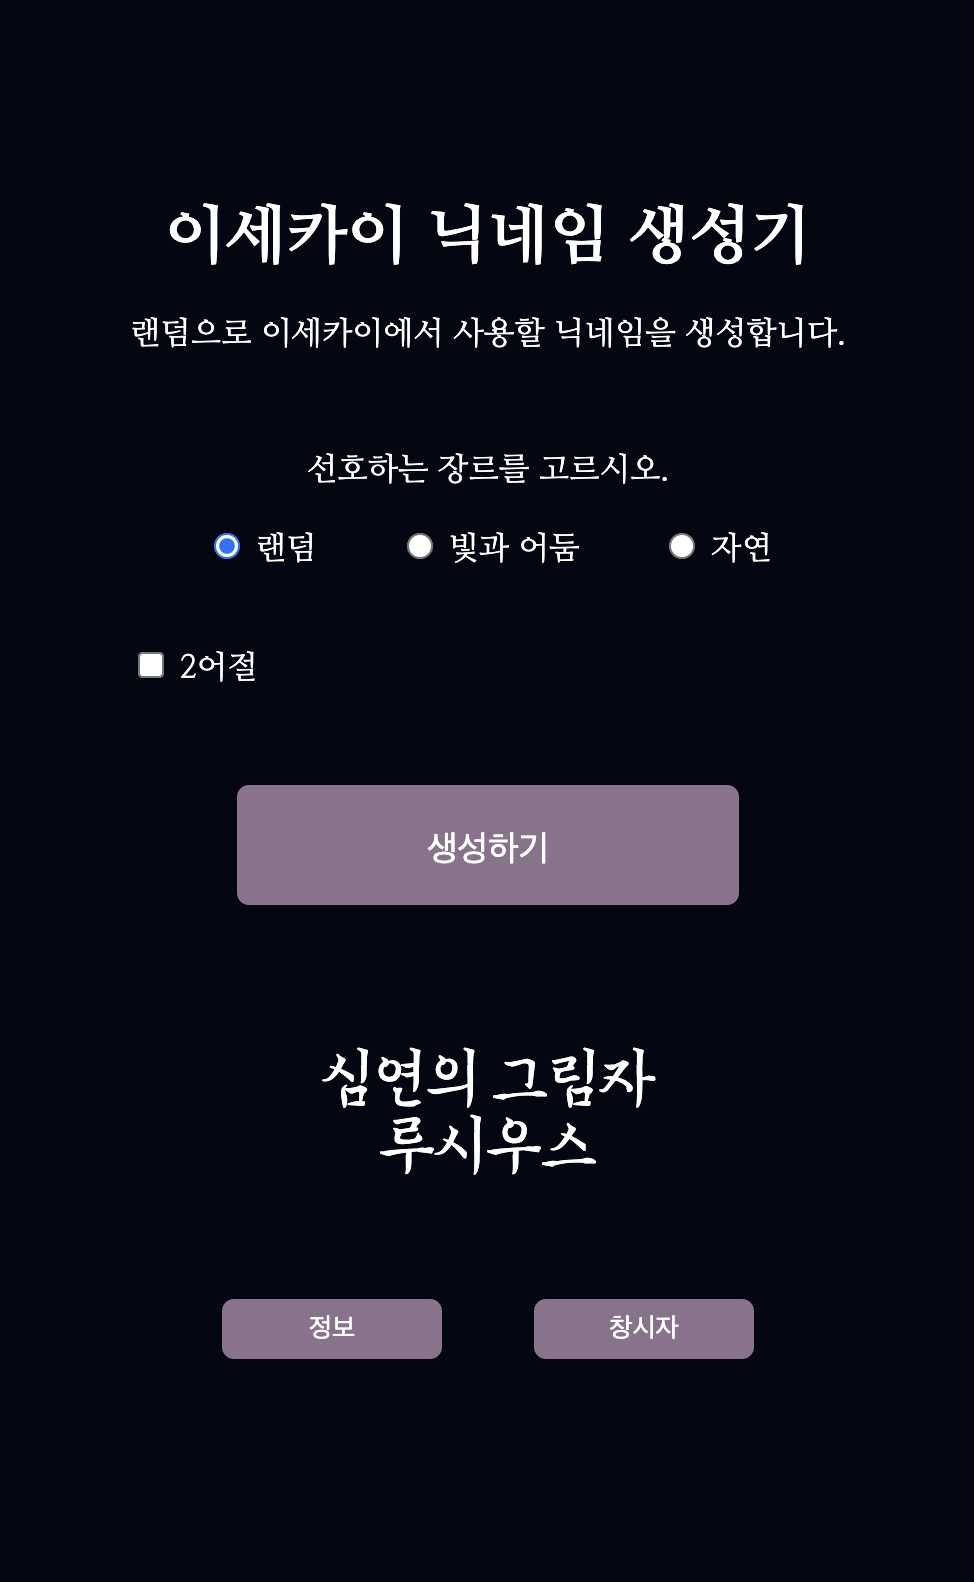 이세카이 닉네임 생성기
랜덤으로 이세카이에서 사용할 닉네임을 생성합니다.
선호하는 장르를 고르시오.
랜덤 빛과 어둠 자연
2어절
생성하기
심연의 그림자
루시우스
정보 창시자